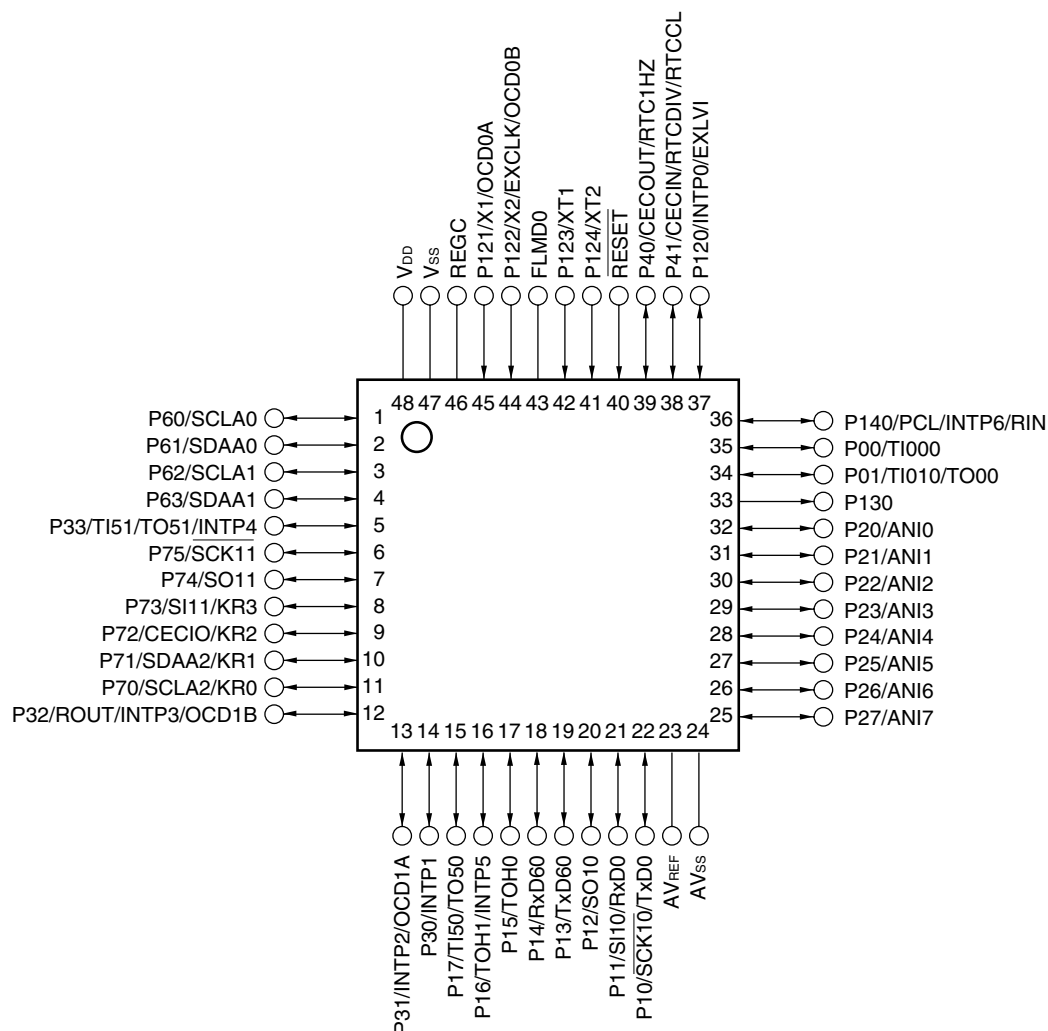 VDD
VSS
REGC
P121/X1/OCD0A
P122/X2/EXCLK/OCD0B
FLMD0
P123/XT1
P124/XT2
RESET
P40/CECOUT/RTC1HZ
P41/CECIN/RTCDIV/RTCCL
P120/INTP0/EXLVI
48 47 46 45 44 43 42 41 40 39 38 37
P60/SCLA0 1
P61/SDAA0 2
P62/SCLA1 3
P63/SDAA1 4
P33/TI51/TO51/INTP4 5
P75/SCK11 6
P74/SO11 7
P73/SI11/KR3 8
P72/CECIO/KR2 9
P71/SDAA2/KR1 10
P70/SCLA2/KR0 11
P32/ROUT/INTP3/OCD1B 12
36 P140/PCL/INTP6/RIN
35 P00/TI000
34 P01/TI010/TO00
33 P130
32 P20/ANI0
31 P21/ANI1
30 P22/ANI2
29 P23/ANI3
28 P24/ANI4
27 P25/ANI5
26 P26/ANI6
25 P27/ANI7
13 14 15 16 17 18 19 20 21 22 23 24
P31/INTP2/OCD1A
P30/INTP1
P17/TI50/TO50
P16/TOH1/INTP5
P15/TOH0
P14/RxD60
P13/TxD60
P12/SO10
P11/SI10/RxD0
P10/SCK10/TxD0
AVREF
AVSS